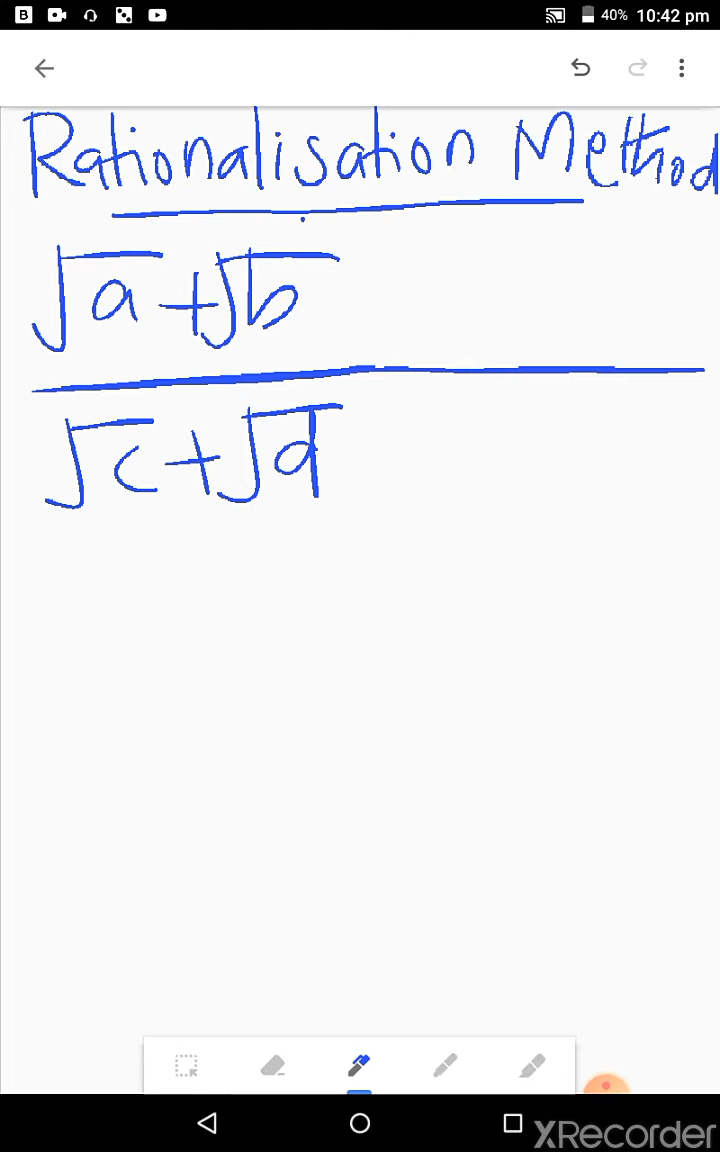 B 40% 10:42 pm
Rationalisation Method
√a + √b
√c + √d
XRecorder